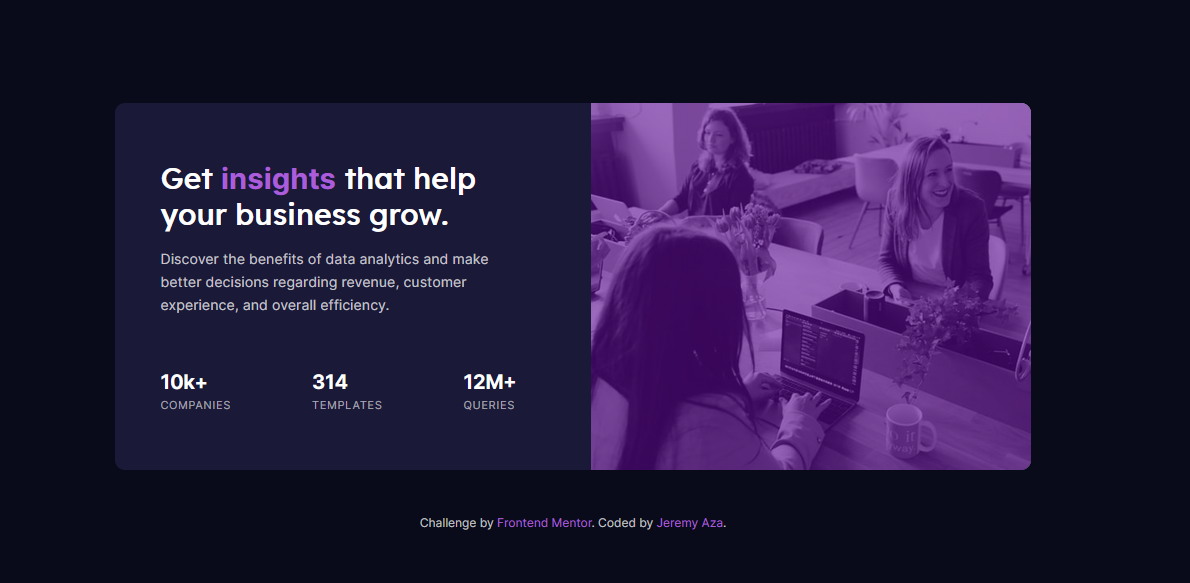 Get insights that help
your business grow.
Discover the benefits of data analytics and make
better decisions regarding revenue, customer
experience, and overall efficiency.
10k+ 314 12M+
COMPANIES TEMPLATES QUERIES
Challenge by Frontend Mentor. Coded by Jeremy Aza.